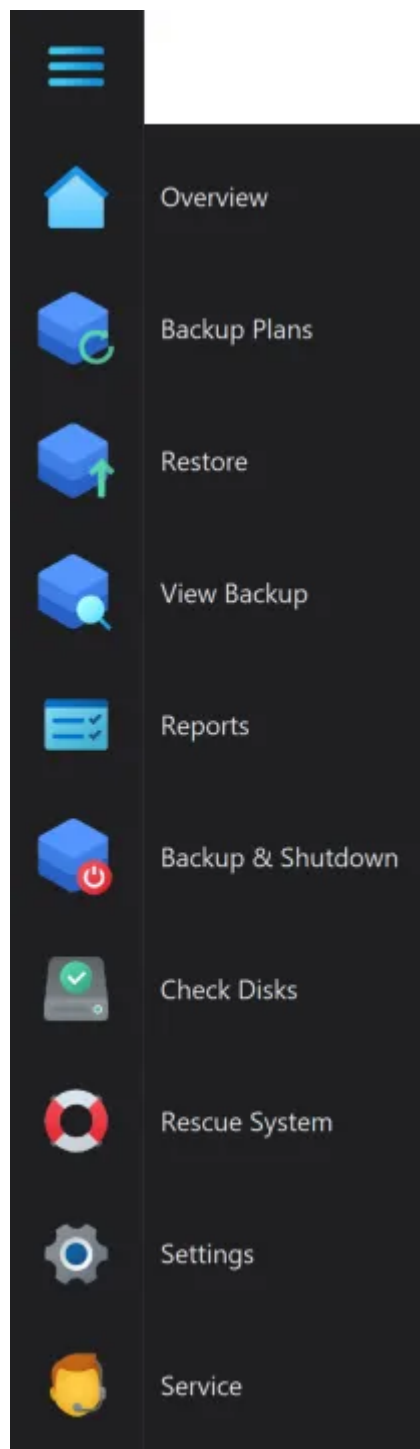 Overview
Backup Plans
Restore
View Backup
Reports
Backup & Shutdown
Check Disks
Rescue System
Settings
Service